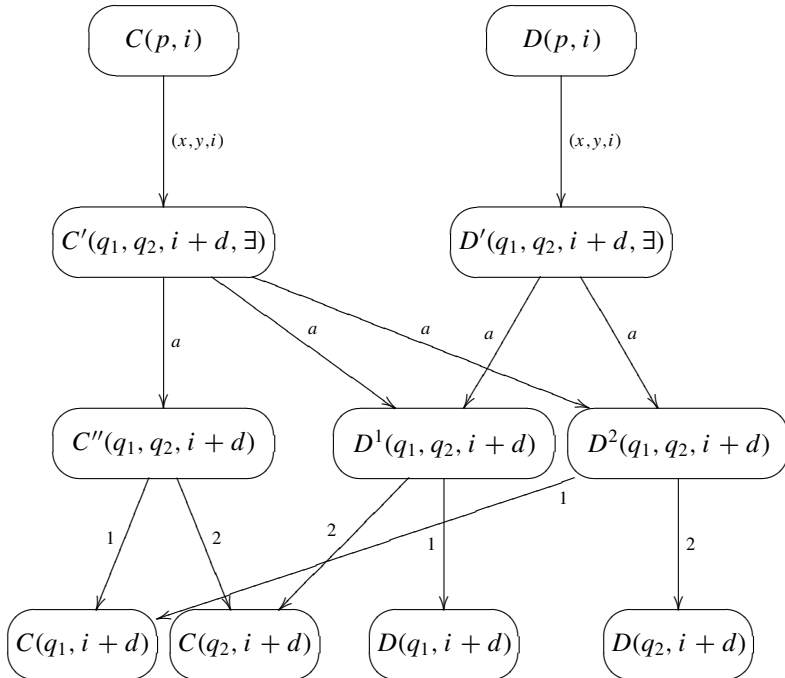 C(p, i) D(p, i)
(x,y,i) (x,y,i)
C′(q₁, q₂, i + d, ∃) D′(q₁, q₂, i + d, ∃)
a a a a a
C″(q₁, q₂, i + d) D¹(q₁, q₂, i + d) D²(q₁, q₂, i + d)
1 2 2 1 1 2
C(q₁, i + d) C(q₂, i + d) D(q₁, i + d) D(q₂, i + d)